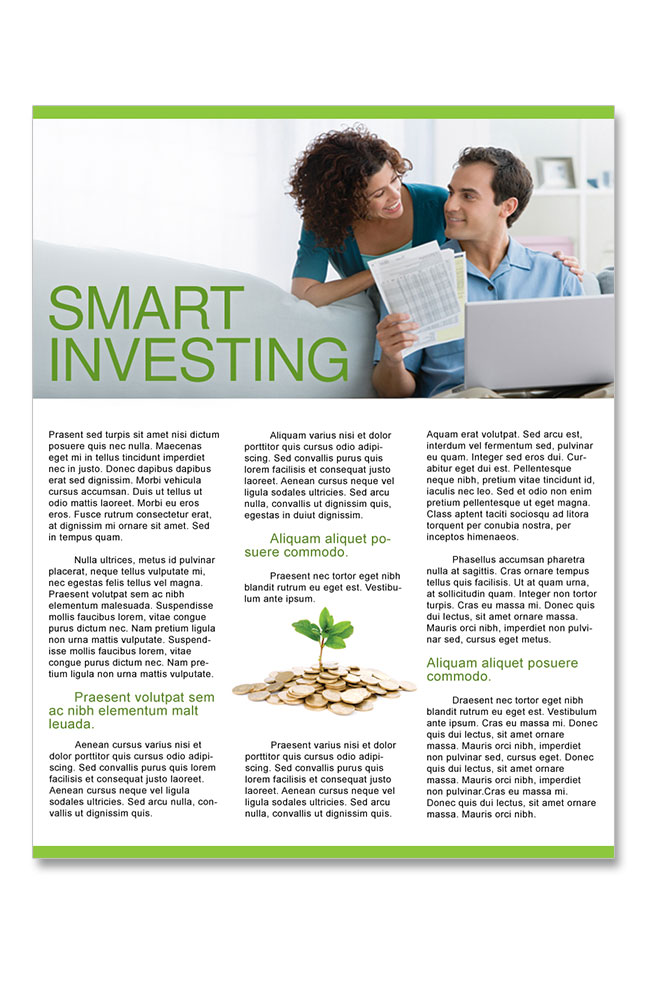 SMART
INVESTING
Prasent sed turpis sit amet nisi dictum
posuere quis nec nulla. Maecenas
eget mi in tellus tincidunt imperdiet
nec in justo. Donec dapibus dapibus
erat sed dignissim. Morbi vehicula
cursus accumsan. Duis ut tellus ut
odio mattis laoreet. Morbi eu eros
eros. Fusce rutrum consectetur erat,
at dignissim mi ornare sit amet. Sed
in tempus quam.
Nulla ultrices, metus id pulvinar
placerat, neque tellus vulputate mi,
nec egestas felis tellus vel magna.
Praesent volutpat sem ac nibh
elementum malesuada. Suspendisse
mollis faucibus lorem, vitae congue
purus dictum nec. Nam pretium ligula
non urna mattis vulputate. Suspend-
isse mollis faucibus lorem, vitae
congue purus dictum nec. Nam pre-
tium ligula non urna mattis vulputate.
Praesent volutpat sem
ac nibh elementum malt
leuada.
Aenean cursus varius nisi et
dolor porttitor quis cursus odio adipi-
scing. Sed convallis purus quis lorem
facilisis et consequat justo laoreet.
Aenean cursus neque vel ligula
sodales ultricies. Sed arcu nulla, con-
vallis ut dignissim quis.
Aliquam varius nisi et dolor
porttitor quis cursus odio adipiscing.
Sed convallis purus quis
lorem facilisis et consequat justo
laoreet. Aenean cursus neque vel
ligula sodales ultricies. Sed arcu
nulla, convallis ut dignissim quis,
egestas in duiut dignissim.
Aliquam aliquet po-
suere commodo.
Praesent nec tortor eget nibh
blandit rutrum eu eget est. Vestibu-
lum ante ipsum.
Praesent varius nisi et dolor
porttitor quis cursus odio adipi-
scing. Sed convallis purus quis
lorem facilisis et consequat justo
laoreet. Aenean cursus neque vel
ligula sodales ultricies. Sed arcu
nulla, convallis ut dignissim quis.
Aquam erat volutpat. Sed arcu est,
interdum vel fermentum sed, pulvinar
eu quam. Integer sed eros dui. Cur-
abitur eget dui est. Pellentesque
neque nibh, pretium vitae tincidunt id,
iaculis nec leo. Sed et odio non enim
pretium pellentesque ut eget magna.
Class aptent taciti sociosqu ad litora
torquent per conubia nostra, per
inceptos himenaeos.
Phasellus accumsan pharetra
nulla at sagittis. Cras ornare tempus
tellus quis facilisis. Ut at quam urna,
at sollicitudin quam. Integer non tortor
turpis. Cras eu massa mi. Donec quis
dui lectus, sit amet ornare massa.
Mauris orci nibh, imperdiet non pulvi-
nar sed, cursus eget metus.
Aliquam aliquet posuere
commodo.
Draesent nec tortor eget nibh
blandit rutrum eu eget est. Vestibulum
ante ipsum. Cras eu massa mi. Donec
quis dui lectus, sit amet ornare
massa. Mauris orci nibh, imperdiet
non pulvinar sed, cursus eget. Donec
quis dui lectus, sit amet ornare
massa. Mauris orci nibh, imperdiet
non pulvinar.Cras eu massa mi.
Donec quis dui lectus, sit amet ornare
massa. Mauris orci nibh.